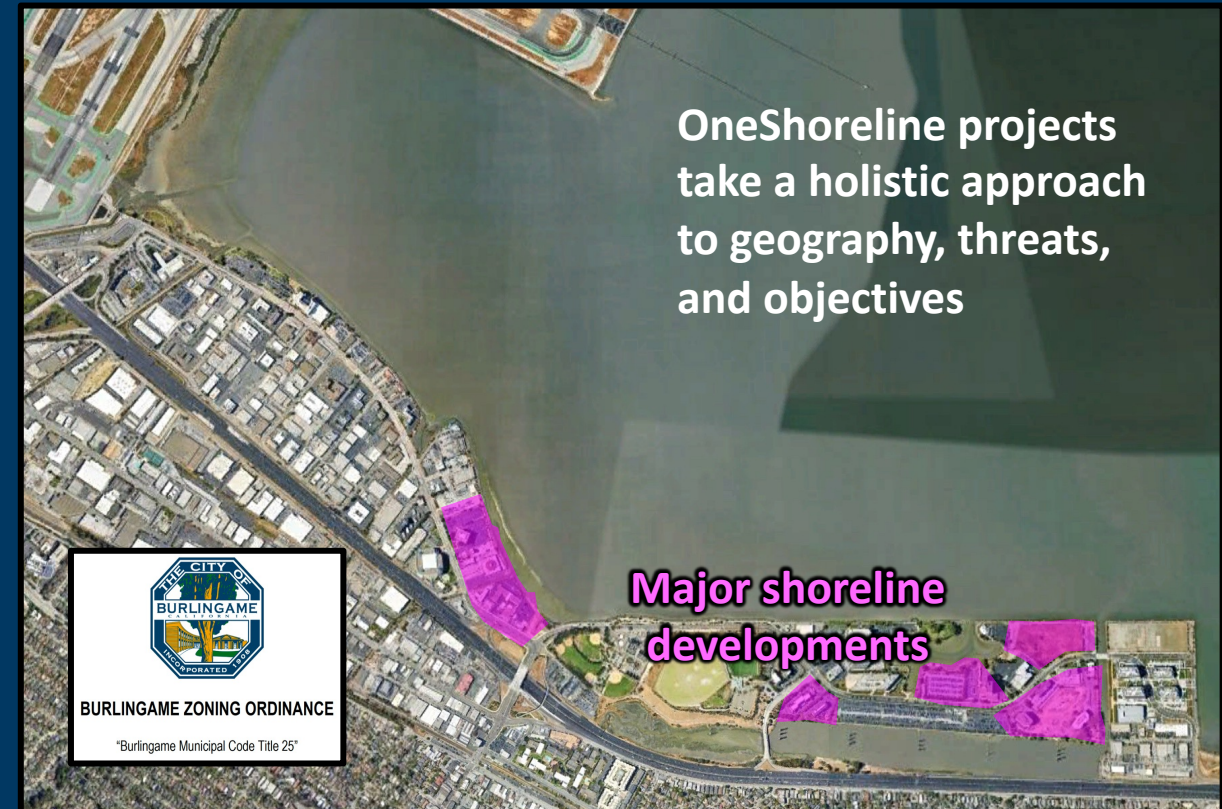 OneShoreline projects
take a holistic approach
to geography, threats,
and objectives
Major shoreline
developments
THE CITY OF
BURLINGAME
CALIFORNIA
INCORPORATED 1908
BURLINGAME ZONING ORDINANCE
“Burlingame Municipal Code Title 25”